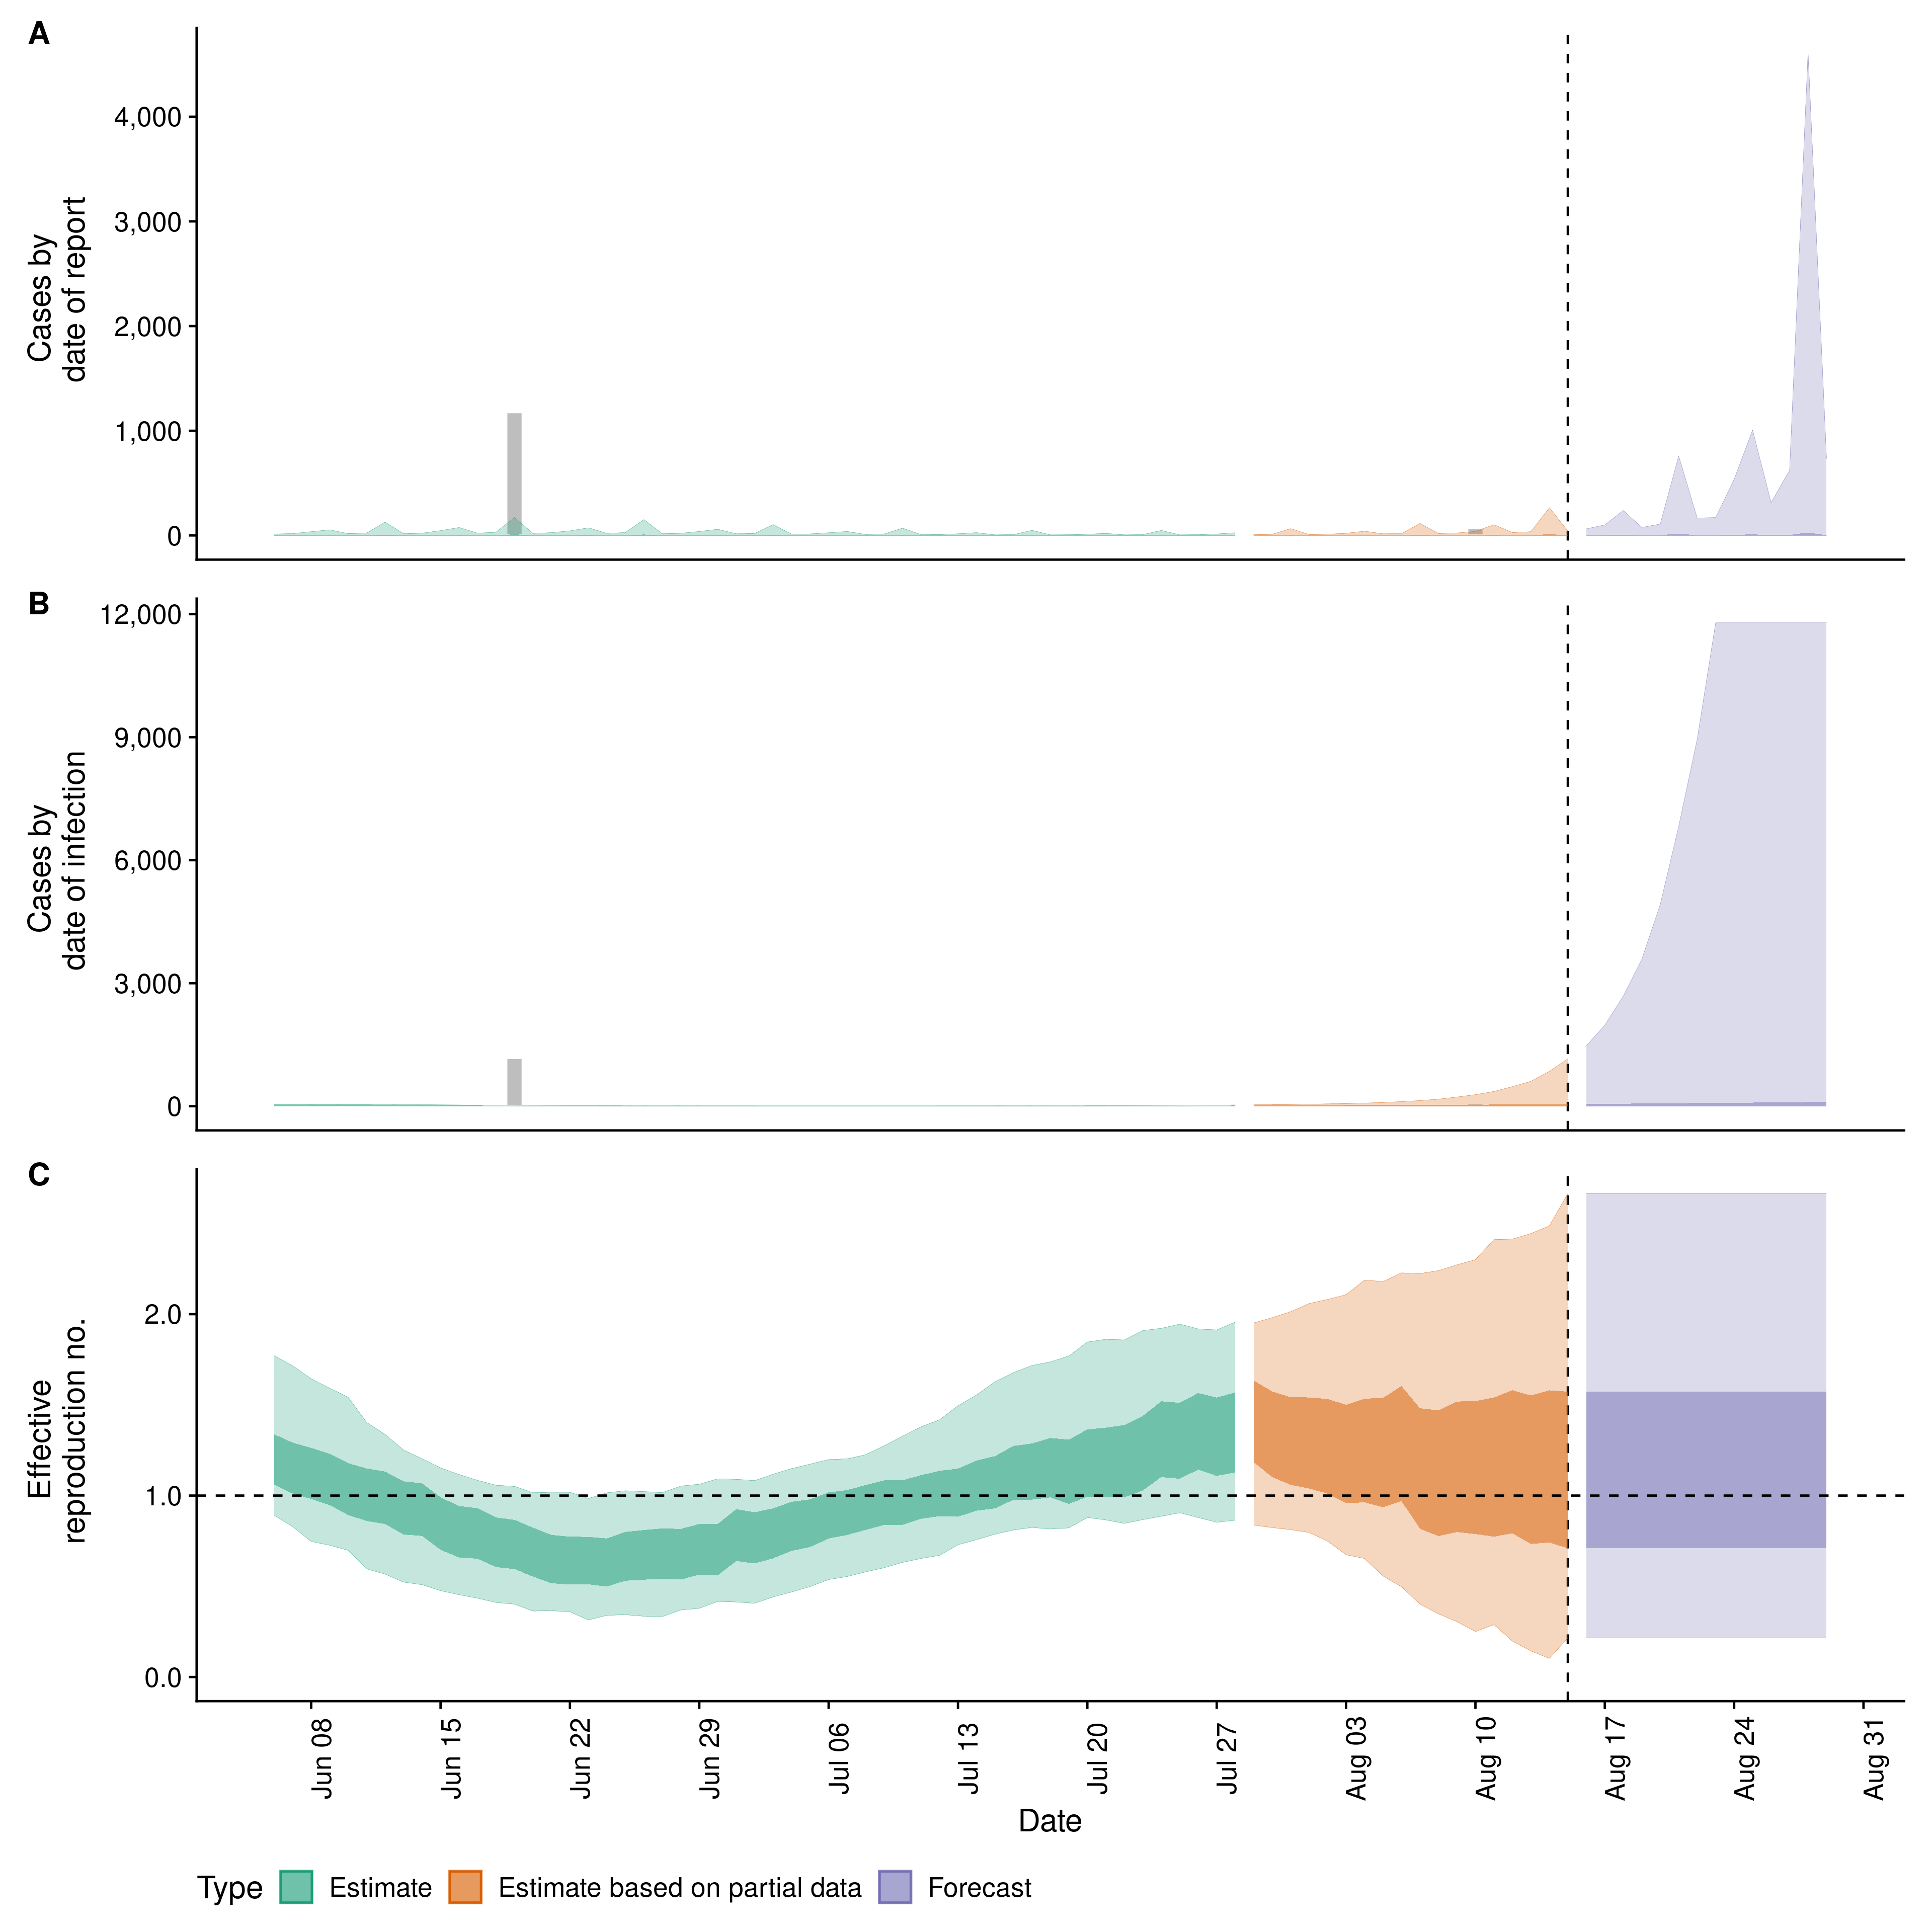 A
Cases by
date of report
4,000
3,000
2,000
1,000
0
B
Cases by
date of infection
12,000
9,000
6,000
3,000
0
C
Effective
reproduction no.
2.0
1.0
0.0
Jun 08
Jun 15
Jun 22
Jun 29
Jul 06
Jul 13
Jul 20
Jul 27
Aug 03
Aug 10
Aug 17
Aug 24
Aug 31
Date
Type Estimate Estimate based on partial data Forecast